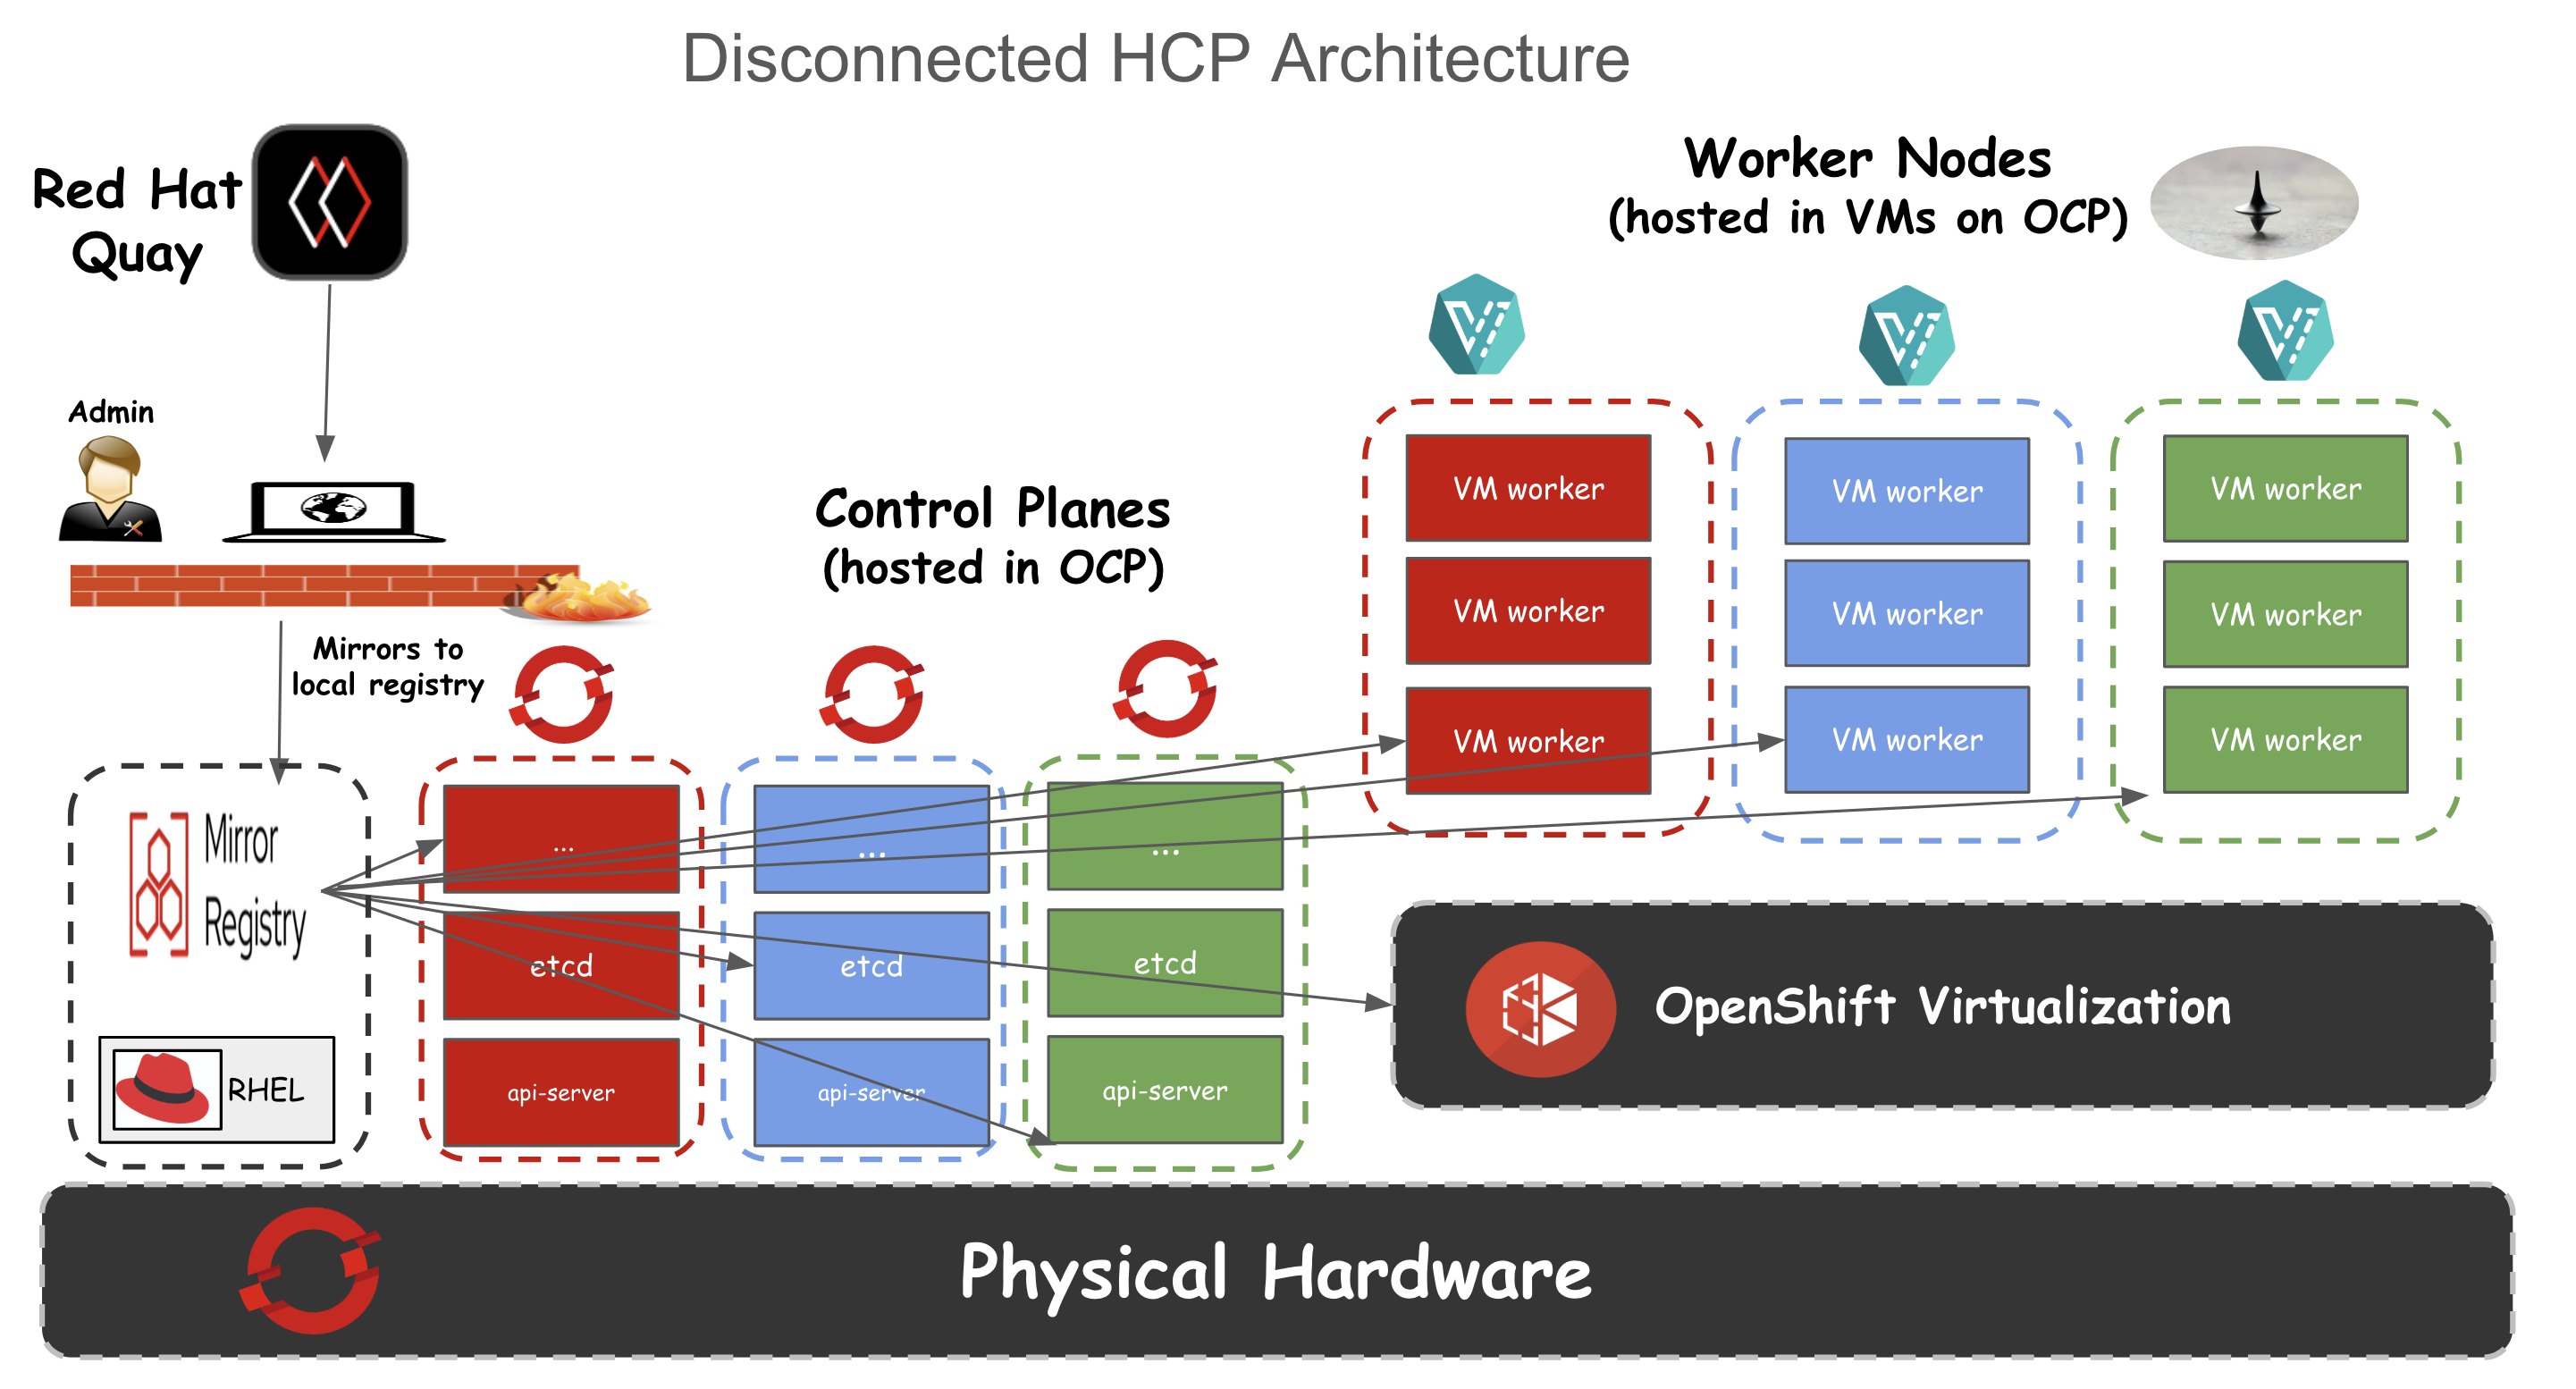 Disconnected HCP Architecture
Red Hat
Quay
Worker Nodes
(hosted in VMs on OCP)
Admin
Control Planes
(hosted in OCP)
Mirrors to
local registry
VM worker
VM worker
VM worker
VM worker
VM worker
VM worker
VM worker
VM worker
VM worker
Mirror
Registry
RHEL
...
etcd
api-server
...
etcd
api-server
...
etcd
api-server
OpenShift Virtualization
Physical Hardware